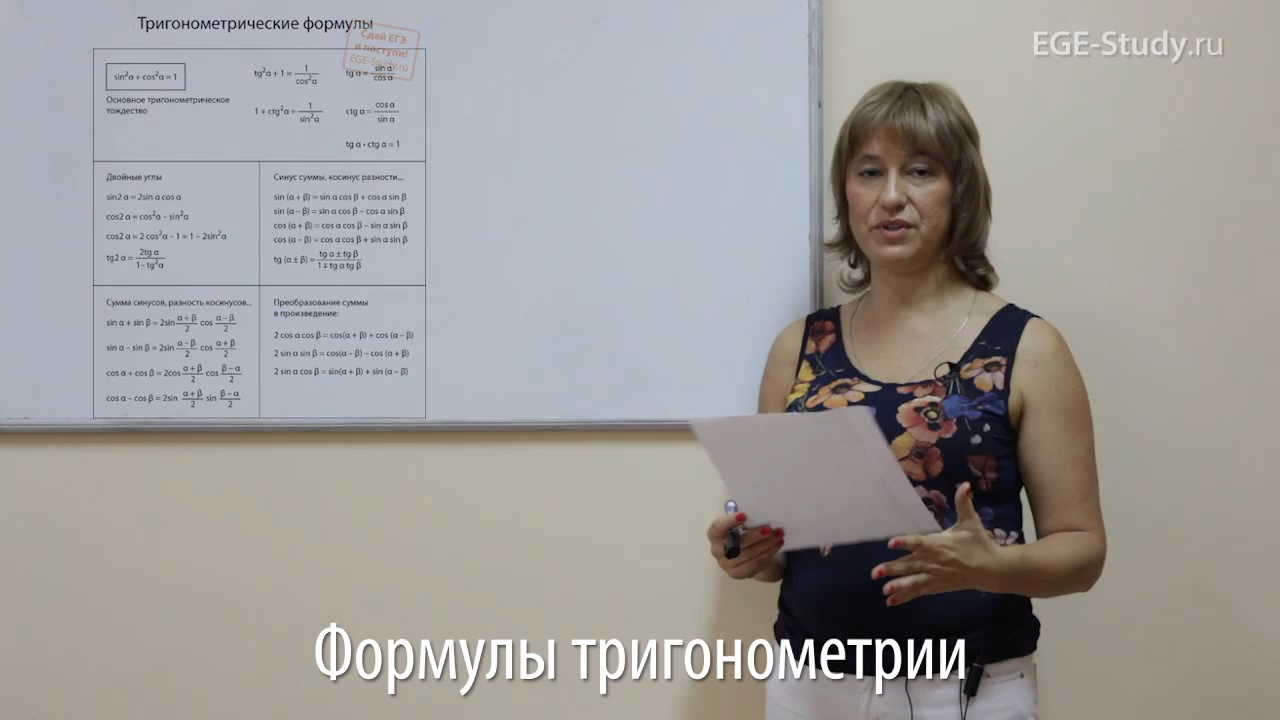 Тригонометрические формулы
Сдай ЕГЭ
и поступи!
EGE-Study.ru
EGE-Study.ru
sin²α + cos²α = 1
Основное тригонометрическое
тождество
tg²α + 1 = 1/cos²α
1 + ctg²α = 1/sin²α
tg α = sin α/cos α
ctg α = cos α/sin α
tg α • ctg α = 1
Двойные углы
sin2 α = 2sin α cos α
cos2 α = cos²α – sin²α
cos2 α = 2 cos²α – 1 = 1 – 2sin²α
tg2 α = 2tg α/1– tg²α
Синус суммы, косинус разности...
sin (α + β) = sin α cos β + cos α sin β
sin (α – β) = sin α cos β – cos α sin β
cos (α + β) = cos α cos β – sin α sin β
cos (α – β) = cos α cos β + sin α sin β
tg (α ± β) = tg α ± tg β/1 ∓ tg α tg β
Сумма синусов, разность косинусов...
sin α + sin β = 2sin α + β/2 cos α – β/2
sin α – sin β = 2sin α – β/2 cos α + β/2
cos α + cos β = 2cos α + β/2 cos β – α/2
cos α – cos β = 2sin α + β/2 sin β – α/2
Преобразование суммы
в произведение:
2 cos α cos β = cos(α + β) + cos (α – β)
2 sin α sin β = cos(α – β) – cos (α + β)
2 sin α cos β = sin(α + β) + sin (α – β)
Формулы тригонометрии